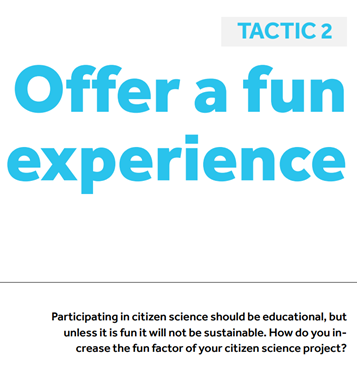 TACTIC 2
Offer a fun
experience
Participating in citizen science should be educational, but
unless it is fun it will not be sustainable. How do you in-
crease the fun factor of your citizen science project?